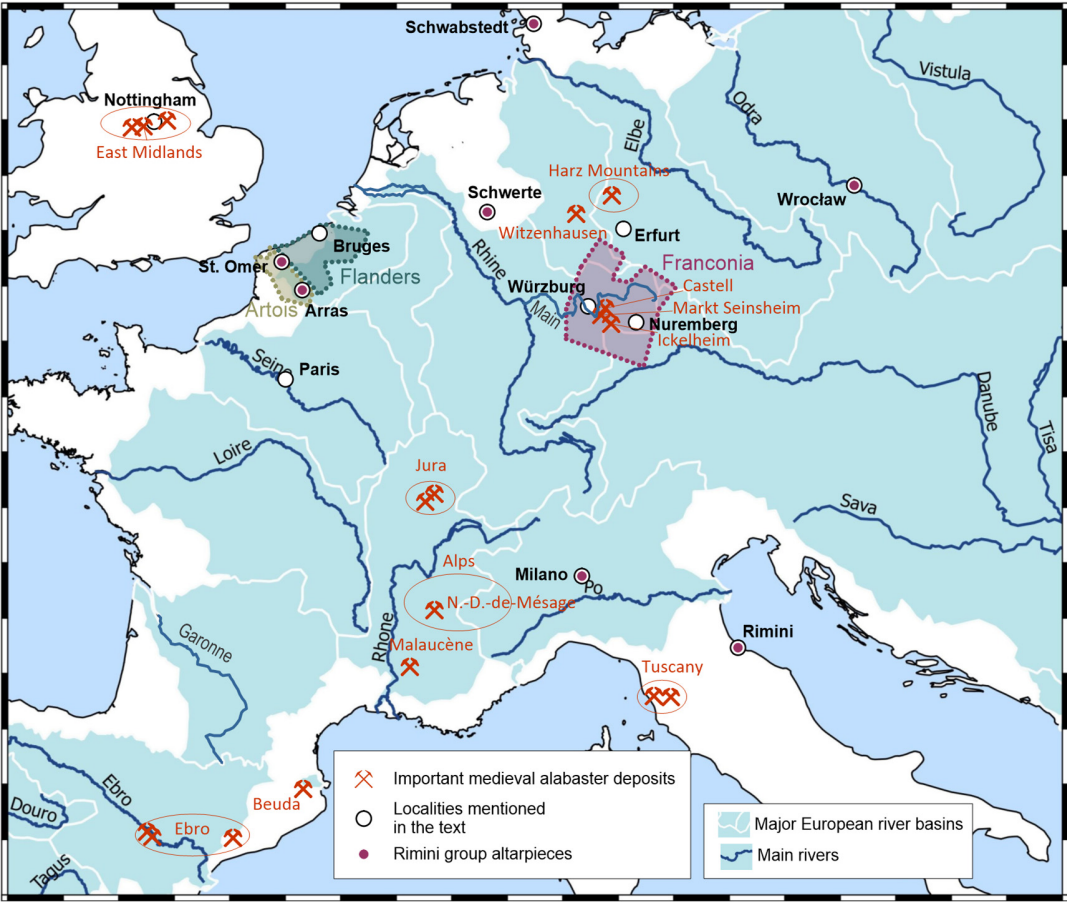 Schwabstedt
Vistula
Nottingham
Odra
Elbe
East Midlands
Harz Mountains
Schwerte
Wrocław
Witzenhausen
Erfurt
Bruges
Rhine
St. Omer
Flanders
Franconia
Würzburg
Castell
Artois
Arras
Main
Markt Seinsheim
Nuremberg
Ickelheim
Seine
Paris
Danube
Tisa
Loire
Jura
Sava
Alps
Milano
Po
N.-D.-de-Mésage
Garonne
Rhone
Malaucène
Rimini
Tuscany
Ebro
Beuda
Douro
Ebro
Tagus
Important medieval alabaster deposits
Localities mentioned
in the text
Rimini group altarpieces
Major European river basins
Main rivers